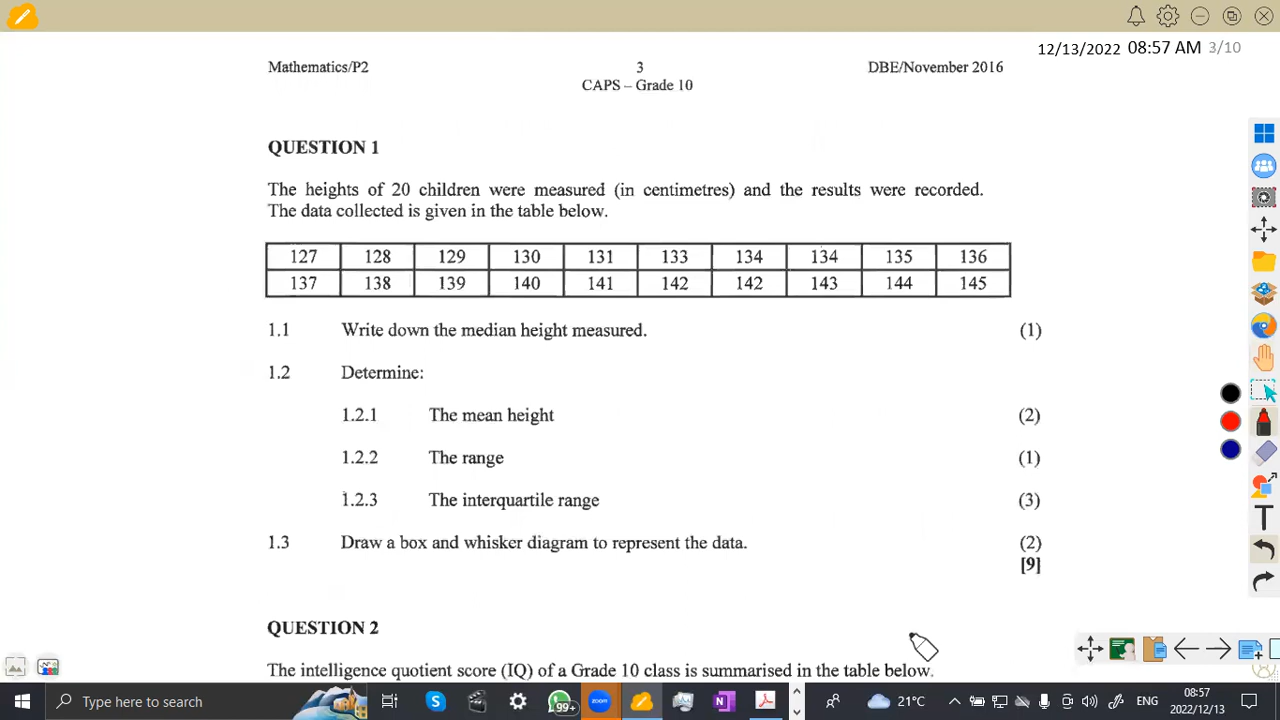 12/13/2022 08:57 AM 3/10
Mathematics/P2 3 DBE/November 2016
CAPS – Grade 10
QUESTION 1
The heights of 20 children were measured (in centimetres) and the results were recorded.
The data collected is given in the table below.
127 128 129 130 131 133 134 134 135 136
137 138 139 140 141 142 142 143 144 145
1.1 Write down the median height measured. (1)
1.2 Determine:
1.2.1 The mean height (2)
1.2.2 The range (1)
1.2.3 The interquartile range (3)
1.3 Draw a box and whisker diagram to represent the data. (2)
[9]
QUESTION 2
The intelligence quotient score (IQ) of a Grade 10 class is summarised in the table below.
Type here to search
99+
21°C
ENG
08:57
2022/12/13